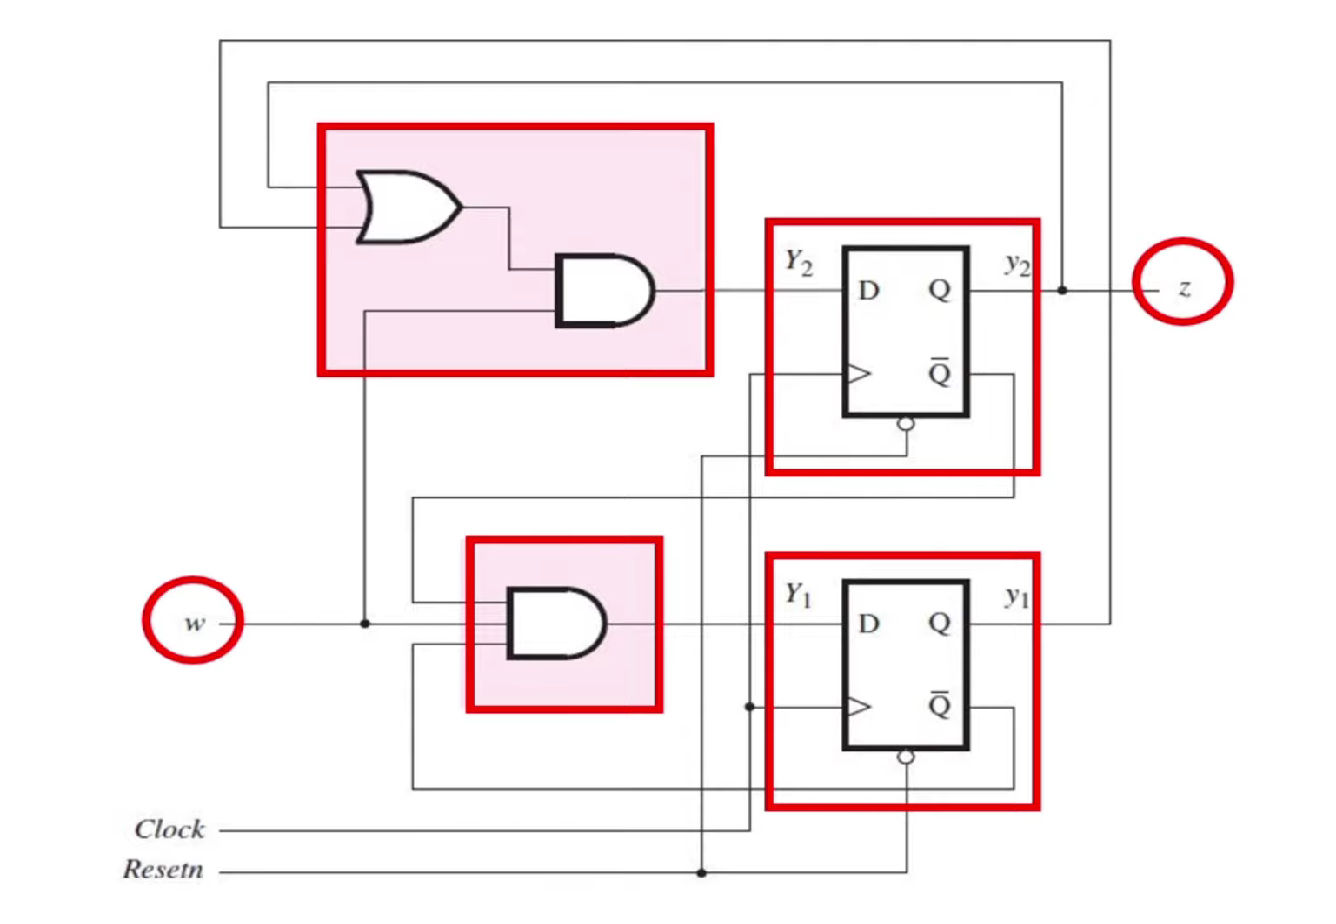 Y₂ y₂
D Q z
Q̅
Y₁ y₁
w D Q
Q̅
Clock
Resetn